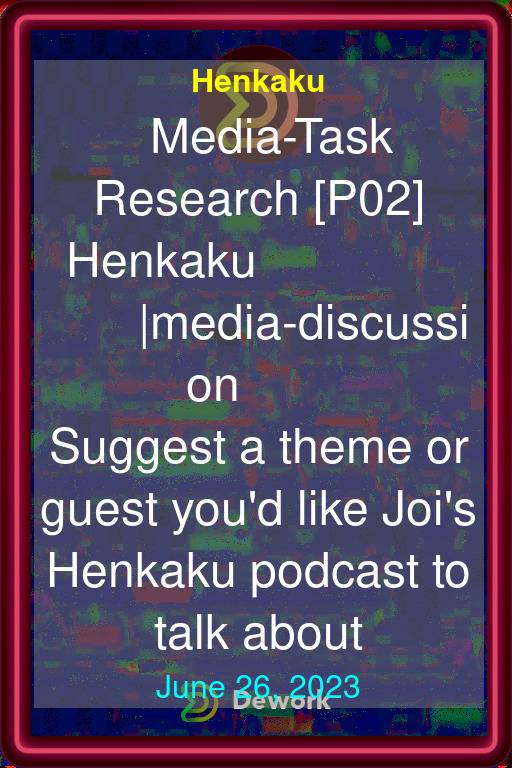 Henkaku
Media-Task
Research [P02]
Henkaku
|media-discussi
on
Suggest a theme or
guest you'd like Joi's
Henkaku podcast to
talk about
June 26, 2023
Dework